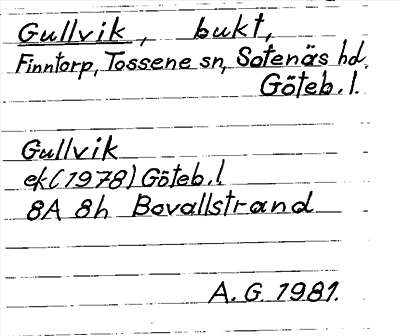 Gullvik, bukt,
Finntorp, Tossene sn, Sotenäs hd.
Göteb. l.
Gullvik
ek (1978) Göteb. l.
8A 8h Bovallstrand
A. G. 1981.